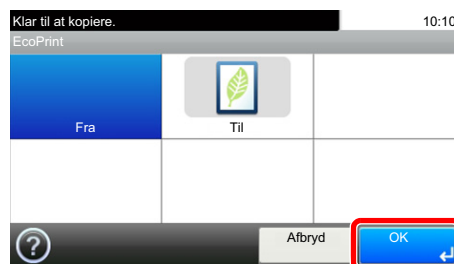 Klar til at kopiere. 10:10
EcoPrint
Fra Til
?
Afbryd OK